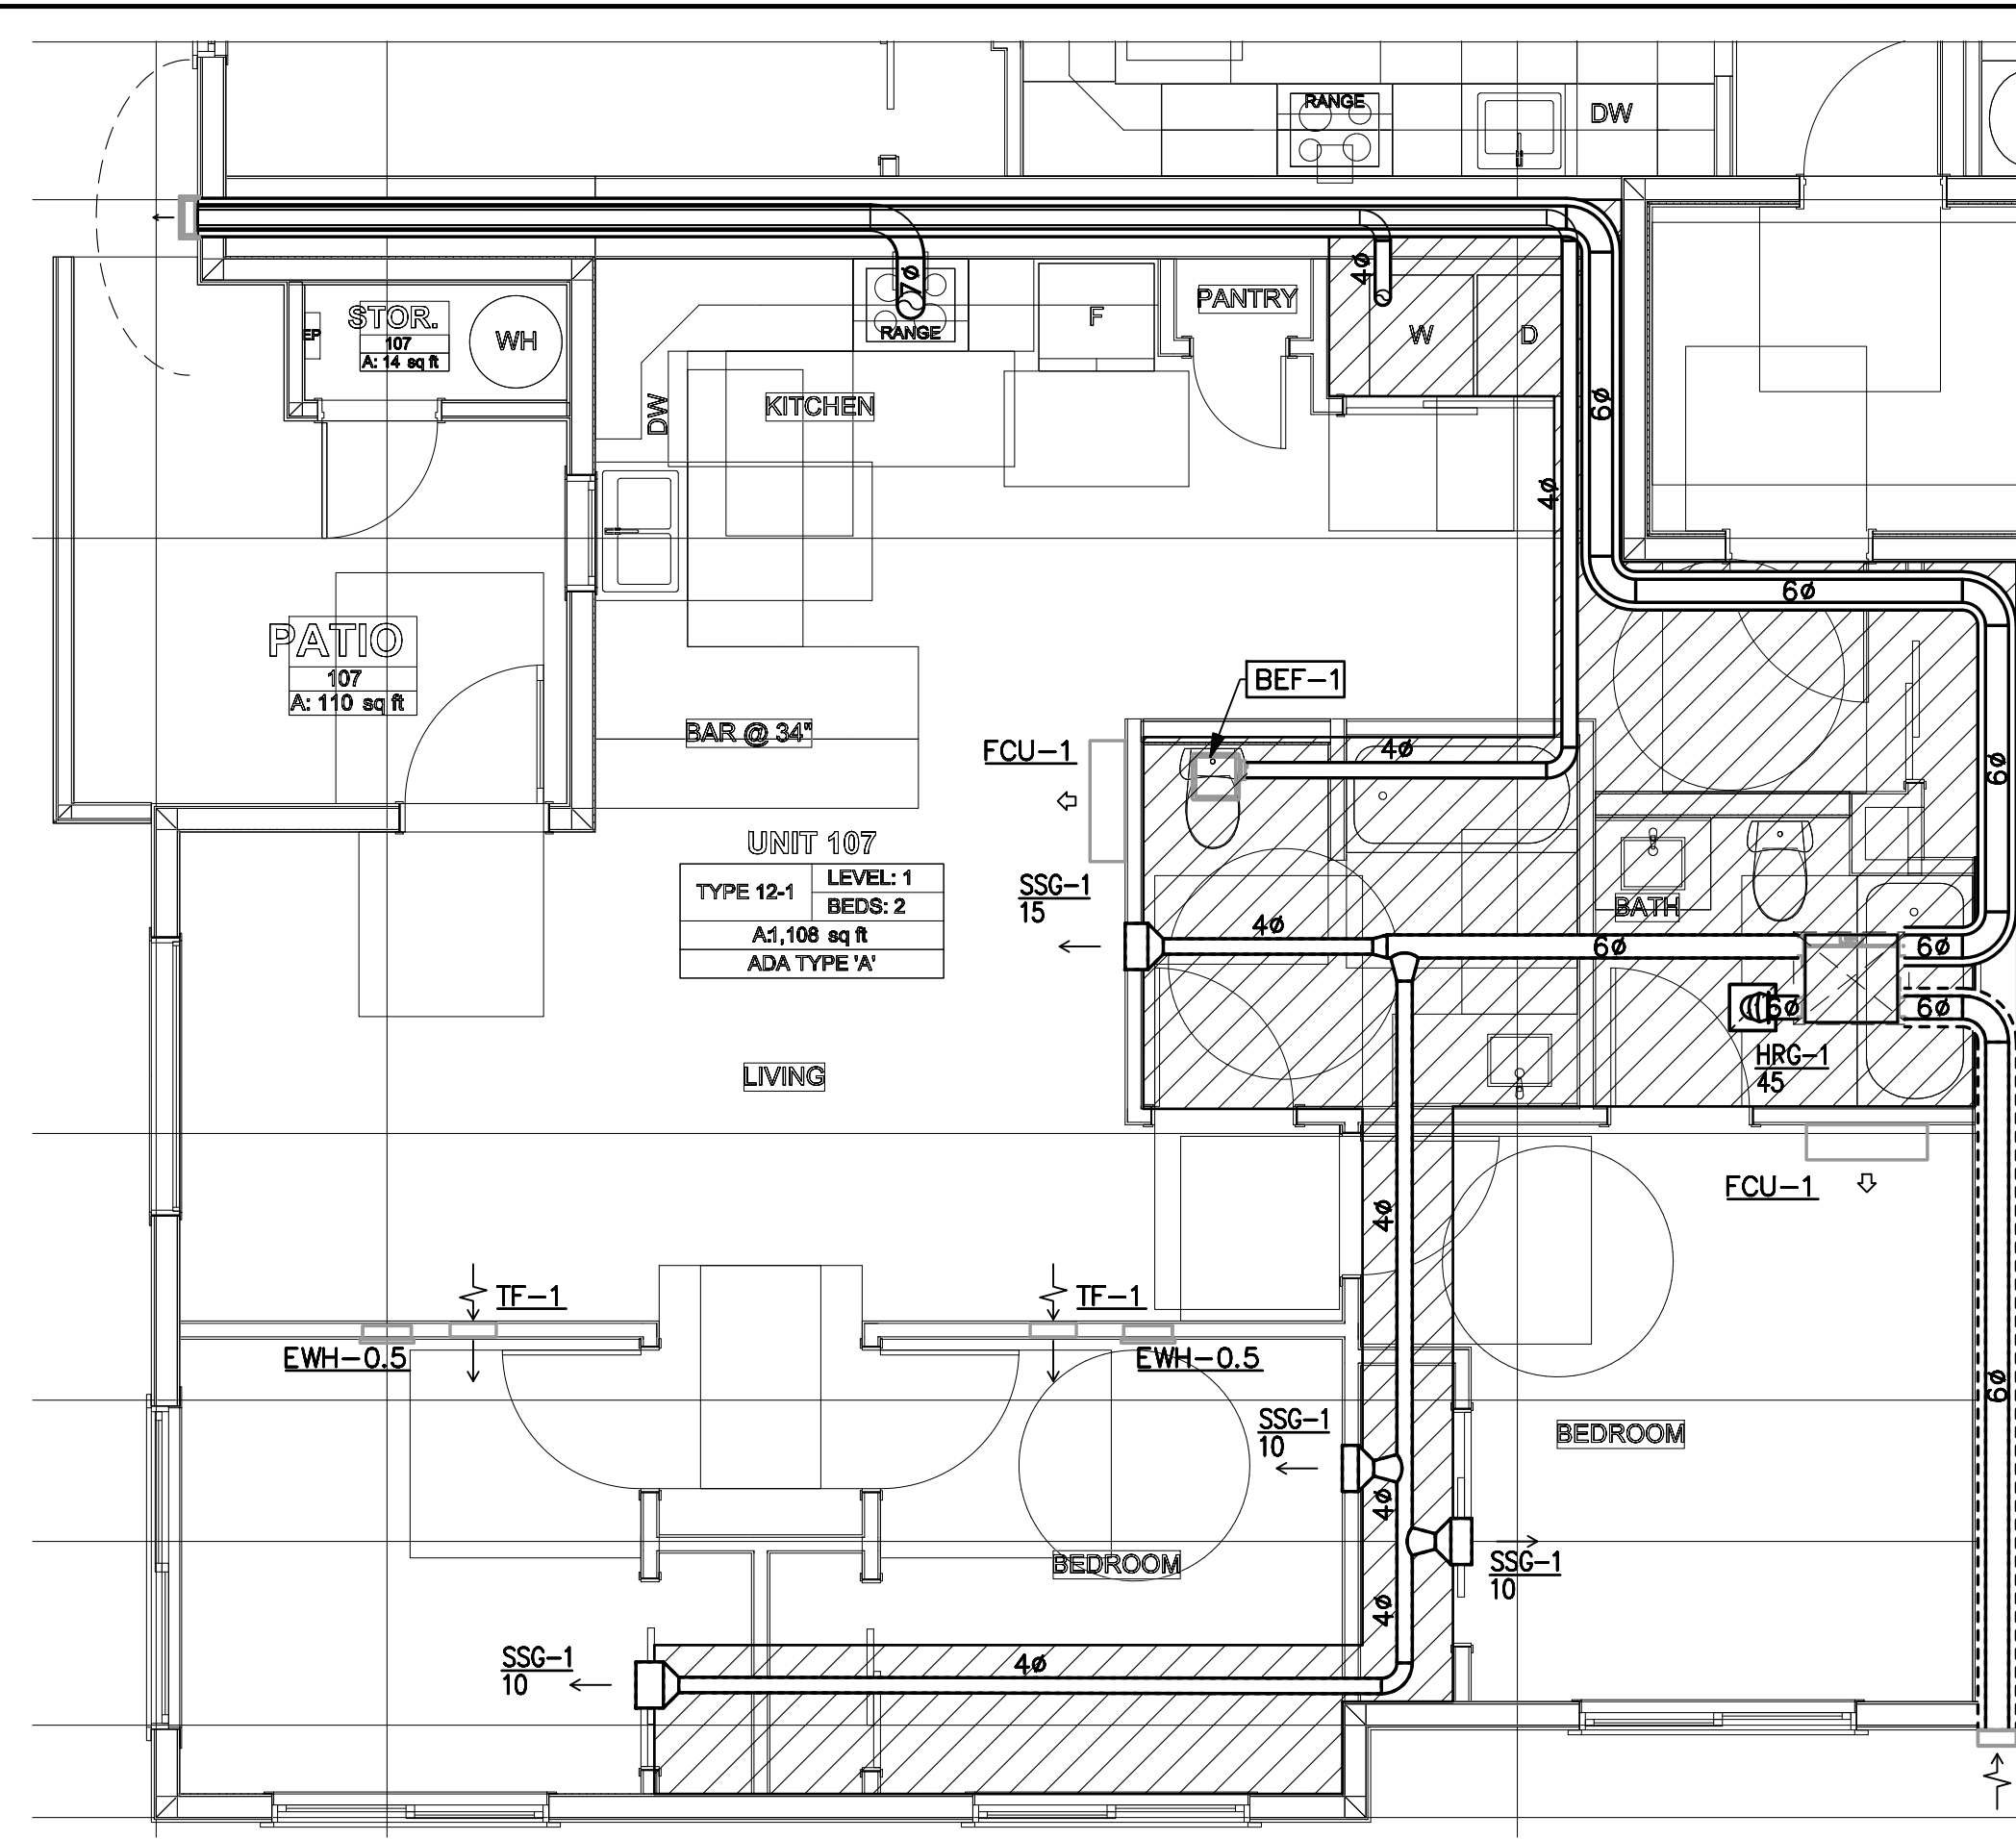 RANGE
DW
7ø
4ø
STOR.
107
A: 14 sq ft
EP
WH
RANGE
F
PANTRY
W
D
KITCHEN
DW
6ø
4ø
6ø
PATIO
107
A: 110 sq ft
BEF-1
BAR @ 34"
FCU-1
4ø
6ø
UNIT 107
TYPE 12-1
LEVEL: 1
BEDS: 2
A:1,108 sq ft
ADA TYPE 'A'
SSG-1
15
4ø
6ø
BATH
6ø
6ø
6ø
HRG-1
45
LIVING
FCU-1
4ø
TF-1
TF-1
EWH-0.5
EWH-0.5
6ø
SSG-1
10
BEDROOM
4ø
BEDROOM
SSG-1
10
4ø
SSG-1
10
4ø